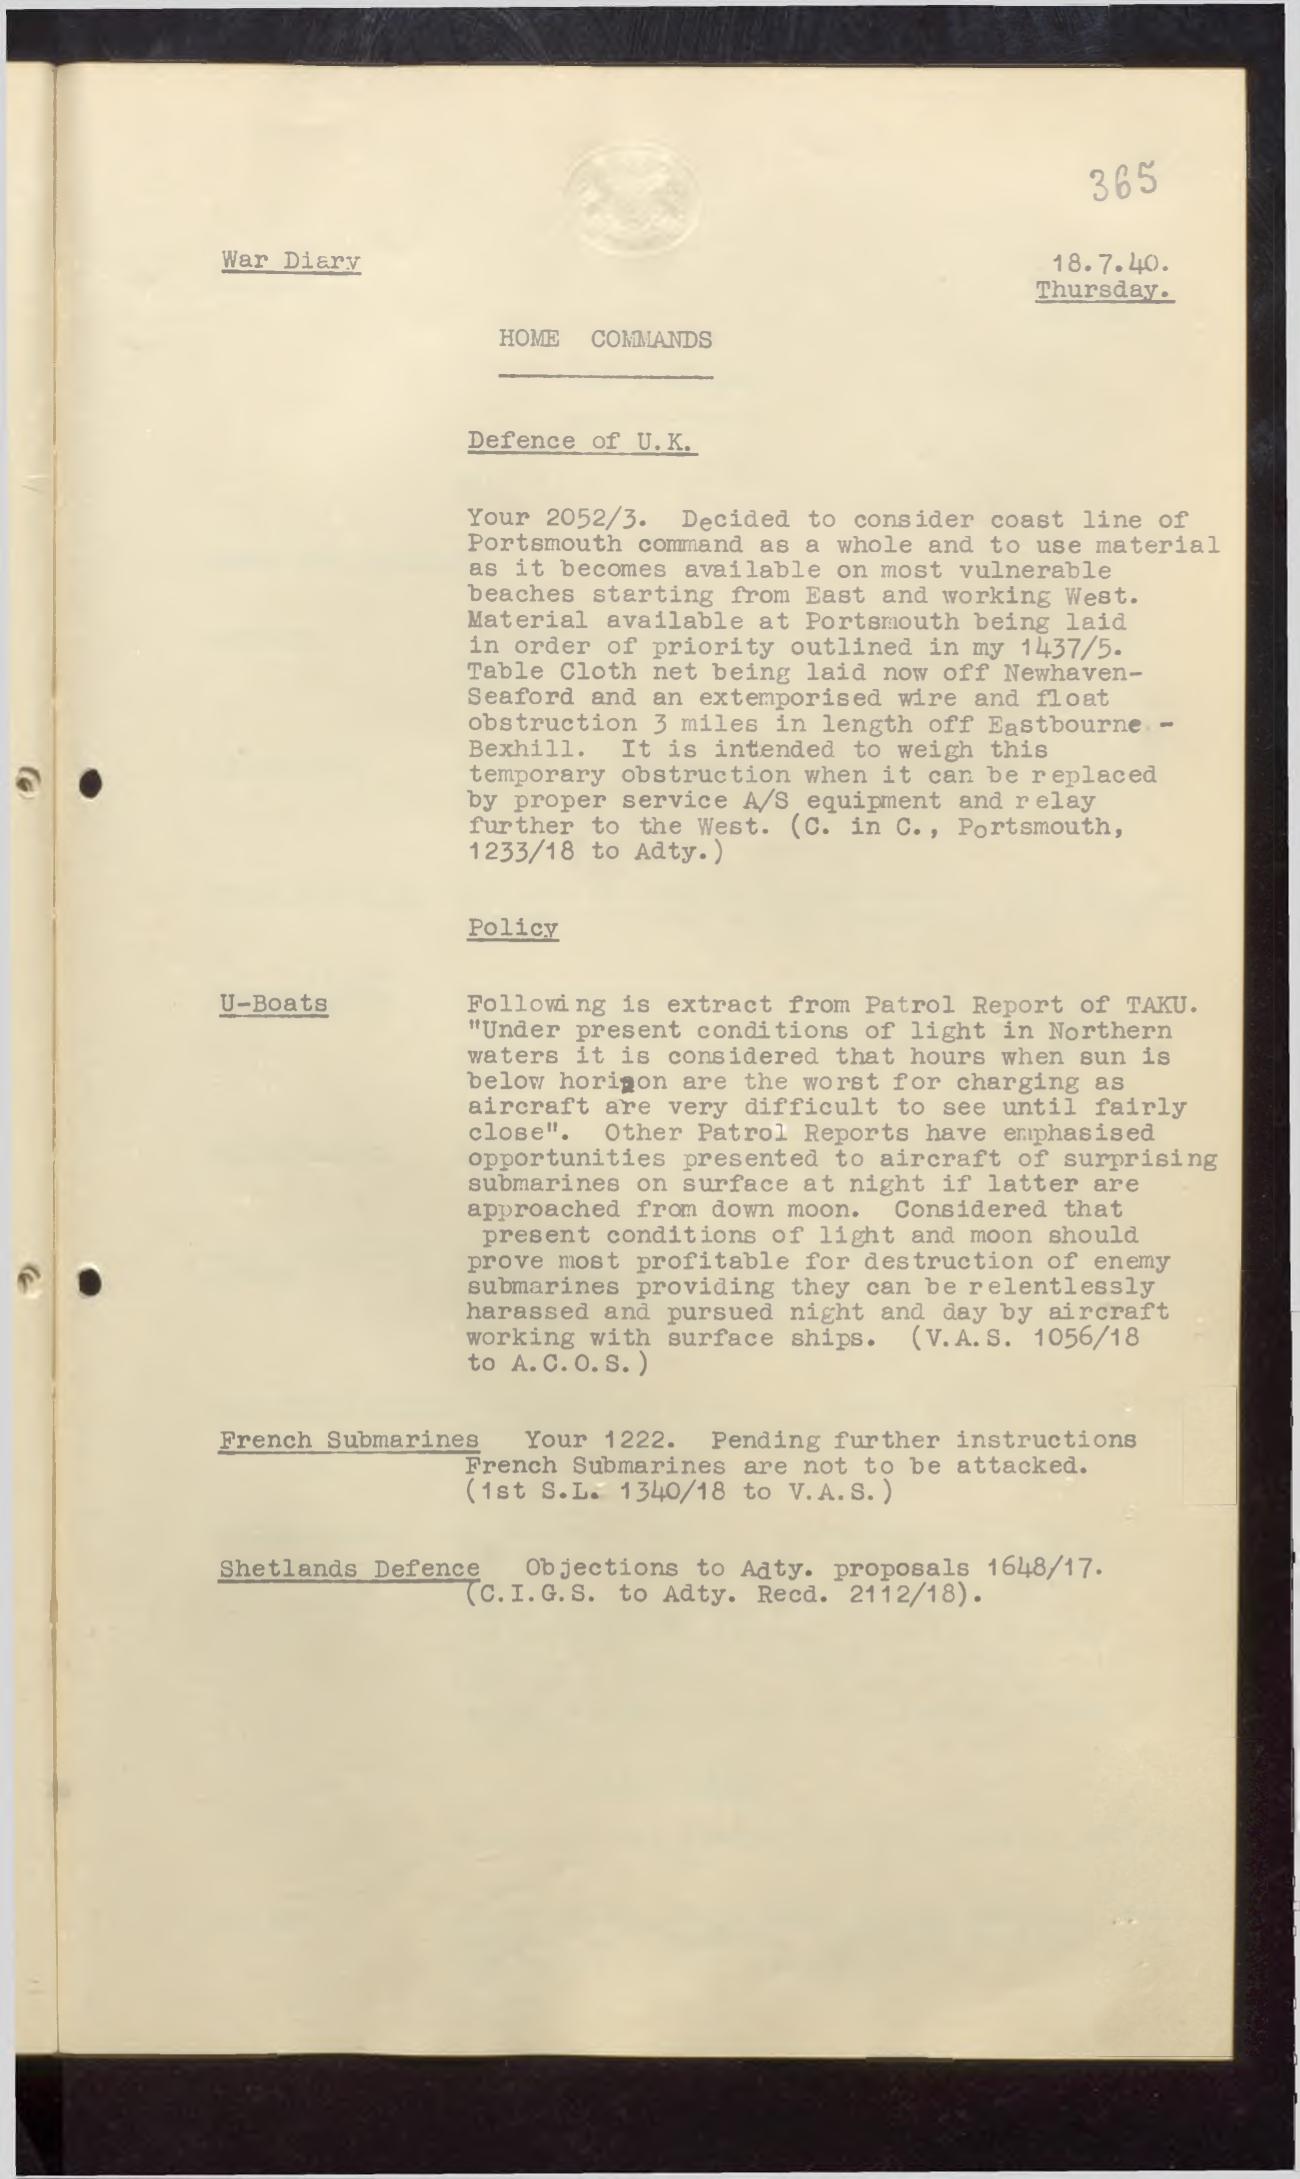 365
War Diary
18.7.40.
Thursday.
HOME COMMANDS
Defence of U.K.
Your 2052/3. Decided to consider coast line of
Portsmouth command as a whole and to use material
as it becomes available on most vulnerable
beaches starting from East and working West.
Material available at Portsmouth being laid
in order of priority outlined in my 1437/5.
Table Cloth net being laid now off Newhaven-
Seaford and an extemporised wire and float
obstruction 3 miles in length off Eastbourne -
Bexhill. It is intended to weigh this
temporary obstruction when it can be replaced
by proper service A/S equipment and relay
further to the West. (C. in C., Portsmouth,
1233/18 to Adty.)
Policy
U-Boats
Following is extract from Patrol Report of TAKU.
"Under present conditions of light in Northern
waters it is considered that hours when sun is
below horizon are the worst for charging as
aircraft are very difficult to see until fairly
close". Other Patrol Reports have emphasised
opportunities presented to aircraft of surprising
submarines on surface at night if latter are
approached from down moon. Considered that
present conditions of light and moon should
prove most profitable for destruction of enemy
submarines providing they can be relentlessly
harassed and pursued night and day by aircraft
working with surface ships. (V.A.S. 1056/18
to A.C.O.S.)
French Submarines Your 1222. Pending further instructions
French Submarines are not to be attacked.
(1st S.L. 1340/18 to V.A.S.)
Shetlands Defence Objections to Adty. proposals 1648/17.
(C.I.G.S. to Adty. Recd. 2112/18).